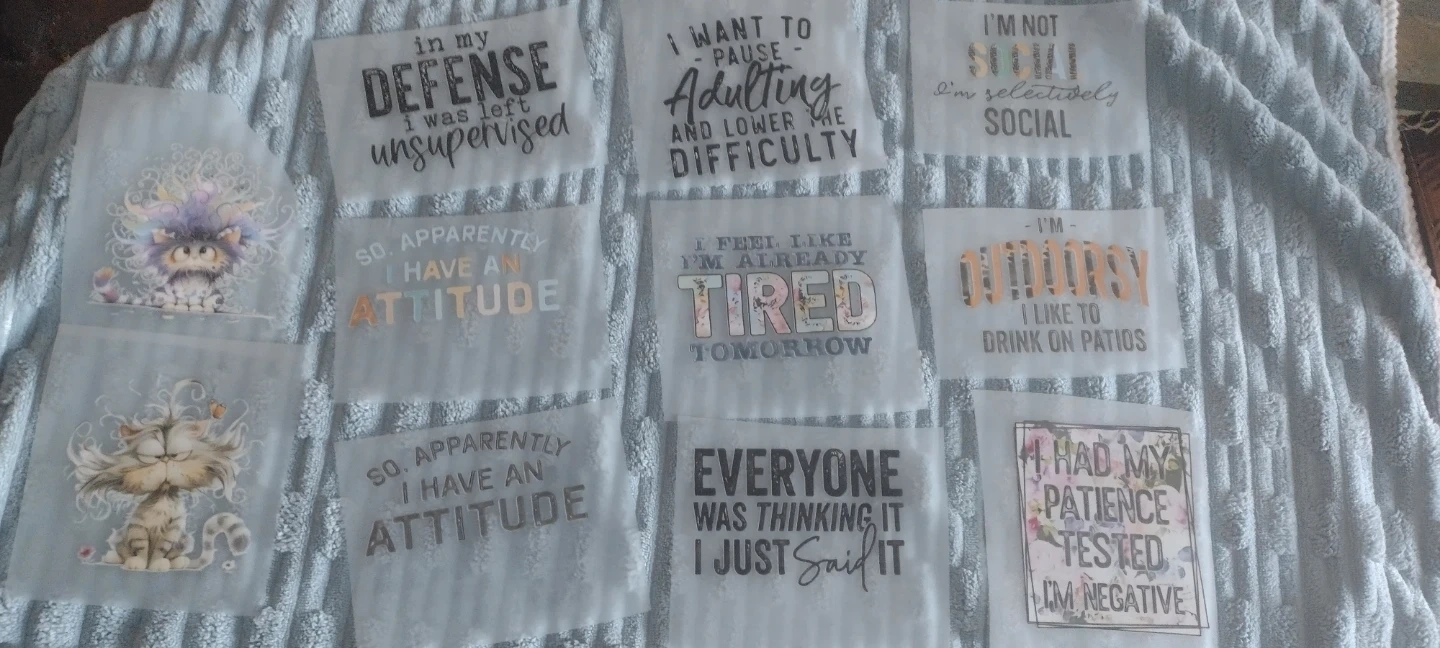 in my
DEFENSE
i was left
unsupervised
I WANT TO
- PAUSE -
Adulting
AND LOWER THE
DIFFICULTY
I'M NOT
SOCIAL
I'm selectively
SOCIAL
SO, APPARENTLY
I HAVE AN
ATTITUDE
I FEEL LIKE
I'M ALREADY
TIRED
TOMORROW
- I'M -
OUTDOORSY
I LIKE TO
DRINK ON PATIOS
SO, APPARENTLY
I HAVE AN
ATTITUDE
EVERYONE
WAS THINKING IT
I JUST Said IT
I HAD MY
PATIENCE
TESTED
I'M NEGATIVE